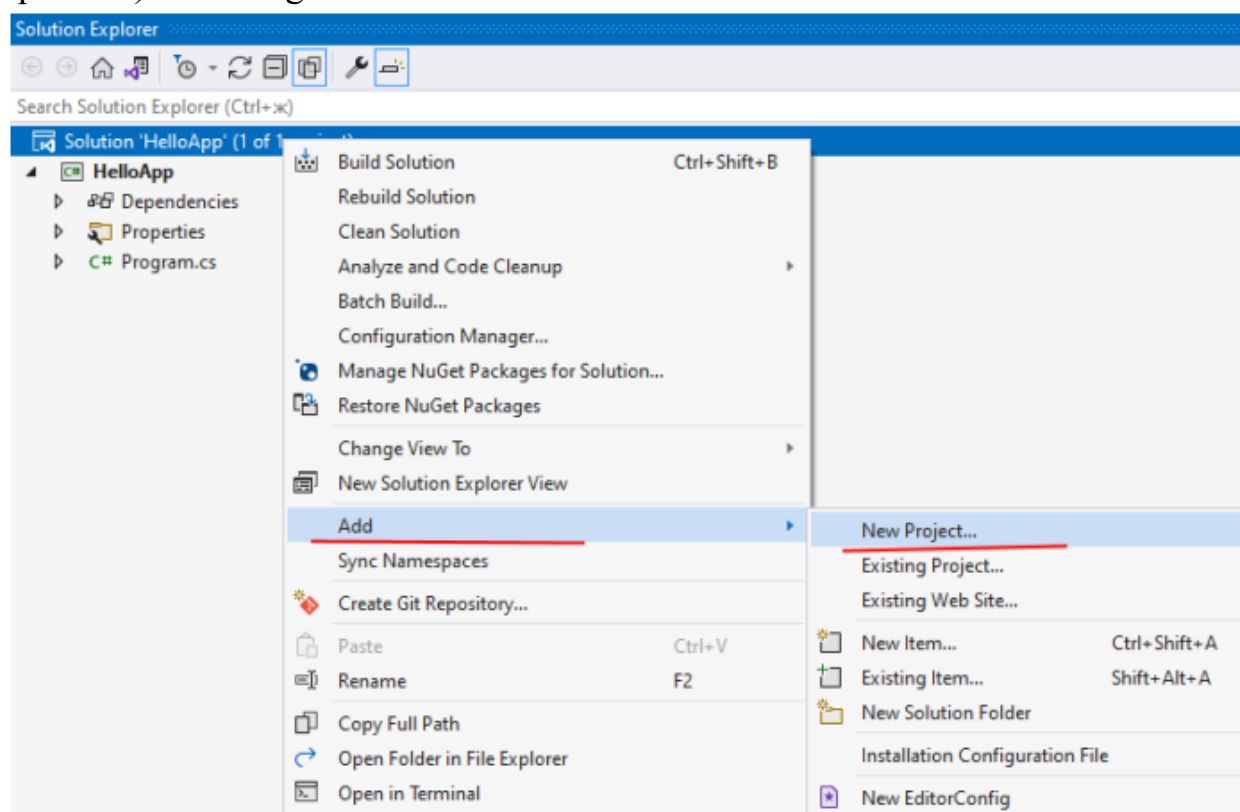 Solution Explorer
Search Solution Explorer (Ctrl+ж)
Solution 'HelloApp' (1 of 1
C# HelloApp
Dependencies
Properties
C# Program.cs
Build Solution Ctrl+Shift+B
Rebuild Solution
Clean Solution
Analyze and Code Cleanup
Batch Build...
Configuration Manager...
Manage NuGet Packages for Solution...
Restore NuGet Packages
Change View To
New Solution Explorer View
Add
Sync Namespaces
Create Git Repository...
Paste Ctrl+V
Rename F2
Copy Full Path
Open Folder in File Explorer
Open in Terminal
New Project...
Existing Project...
Existing Web Site...
New Item... Ctrl+Shift+A
Existing Item... Shift+Alt+A
New Solution Folder
Installation Configuration File
New EditorConfig